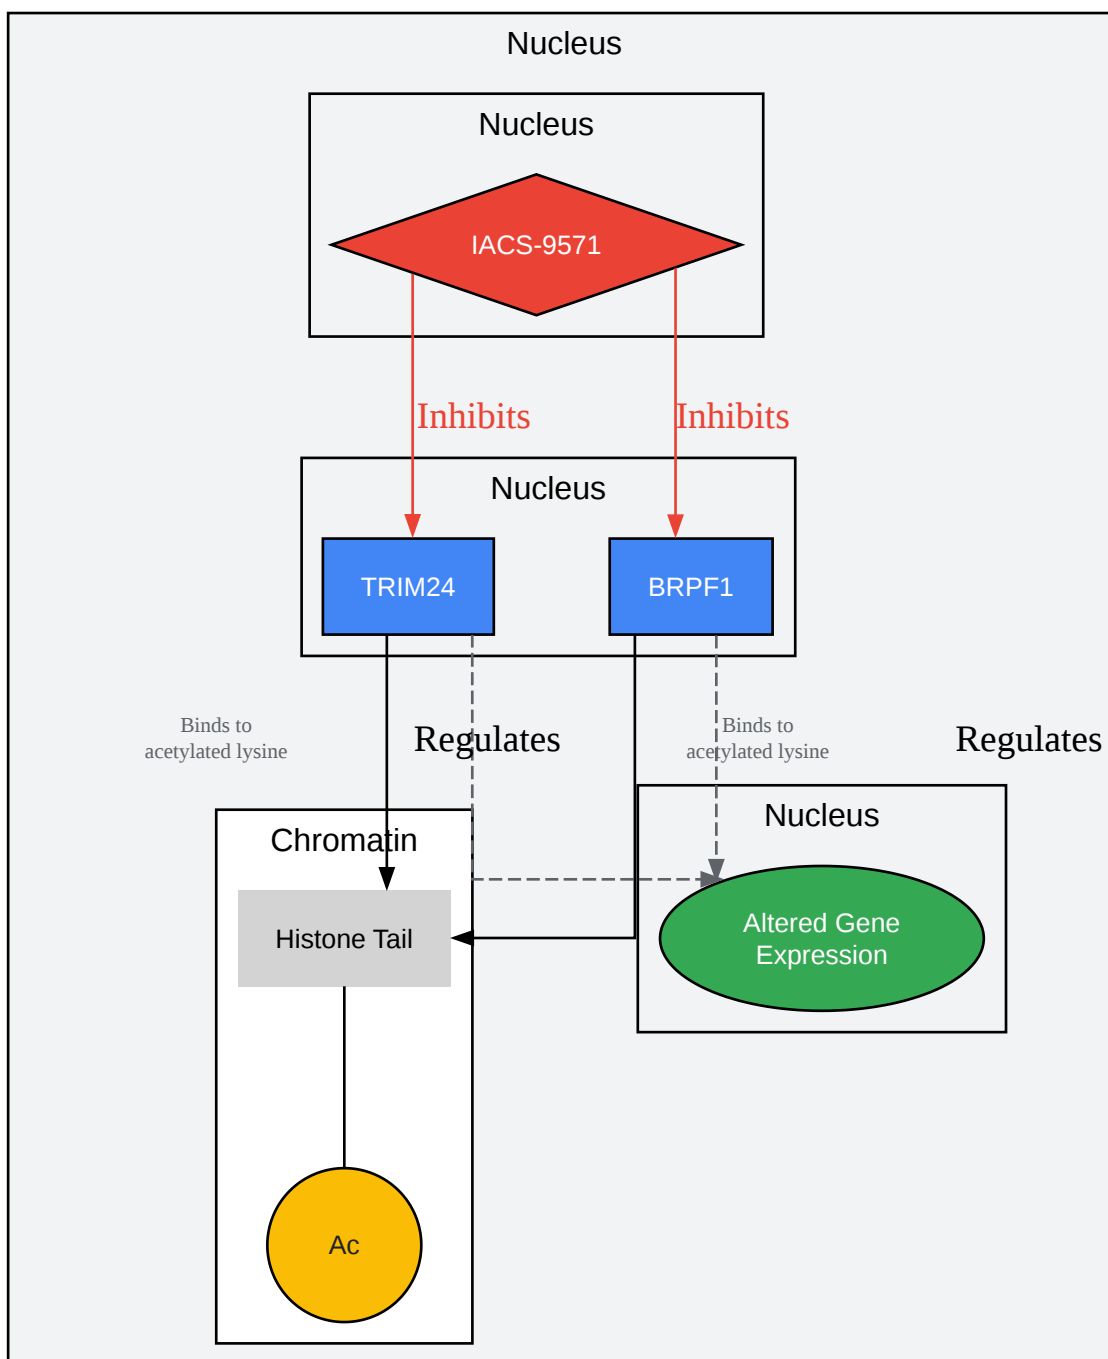 Nucleus
Nucleus
IACS-9571
Inhibits
Inhibits
Nucleus
TRIM24
BRPF1
Binds to
acetylated lysine
Regulates
Binds to
acetylated lysine
Regulates
Nucleus
Chromatin
Histone Tail
Altered Gene
Expression
Ac